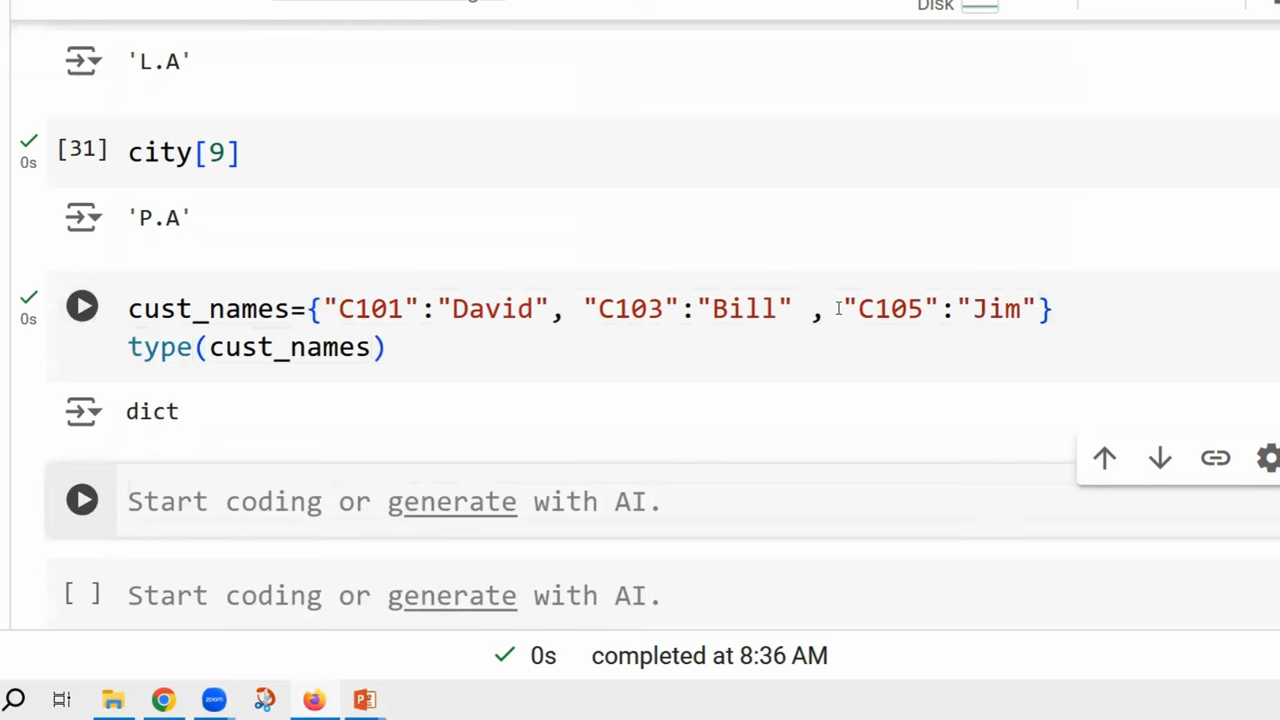 Disk
'L.A'
0s
[31] city[9]
'P.A'
0s
cust_names={"C101":"David", "C103":"Bill" , "C105":"Jim"}
type(cust_names)
dict
Start coding or generate with AI.
[ ] Start coding or generate with AI.
0s completed at 8:36 AM
zoom